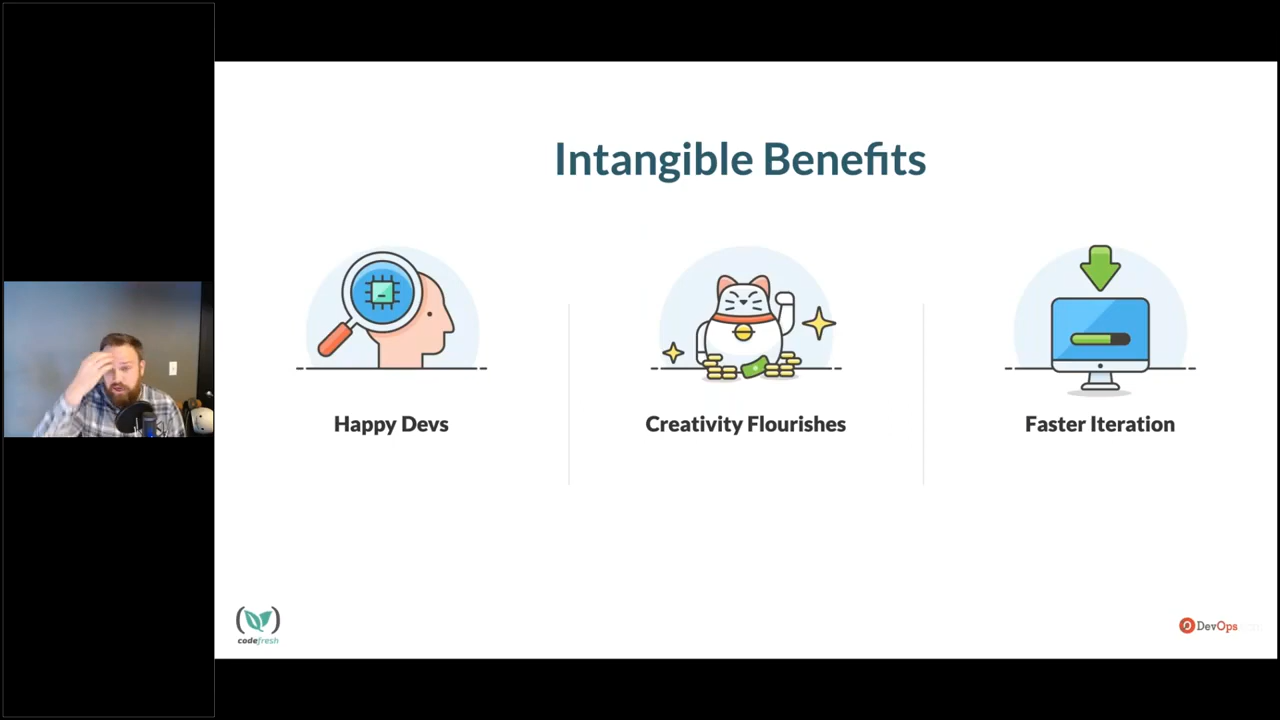 Intangible Benefits
Happy Devs
Creativity Flourishes
Faster Iteration
codefresh
DevOps